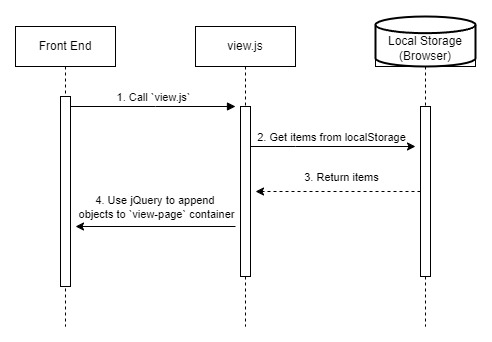 Front End
view.js
Local Storage
(Browser)
1. Call `view.js`
2. Get items from localStorage
3. Return items
4. Use jQuery to append
objects to `view-page` container